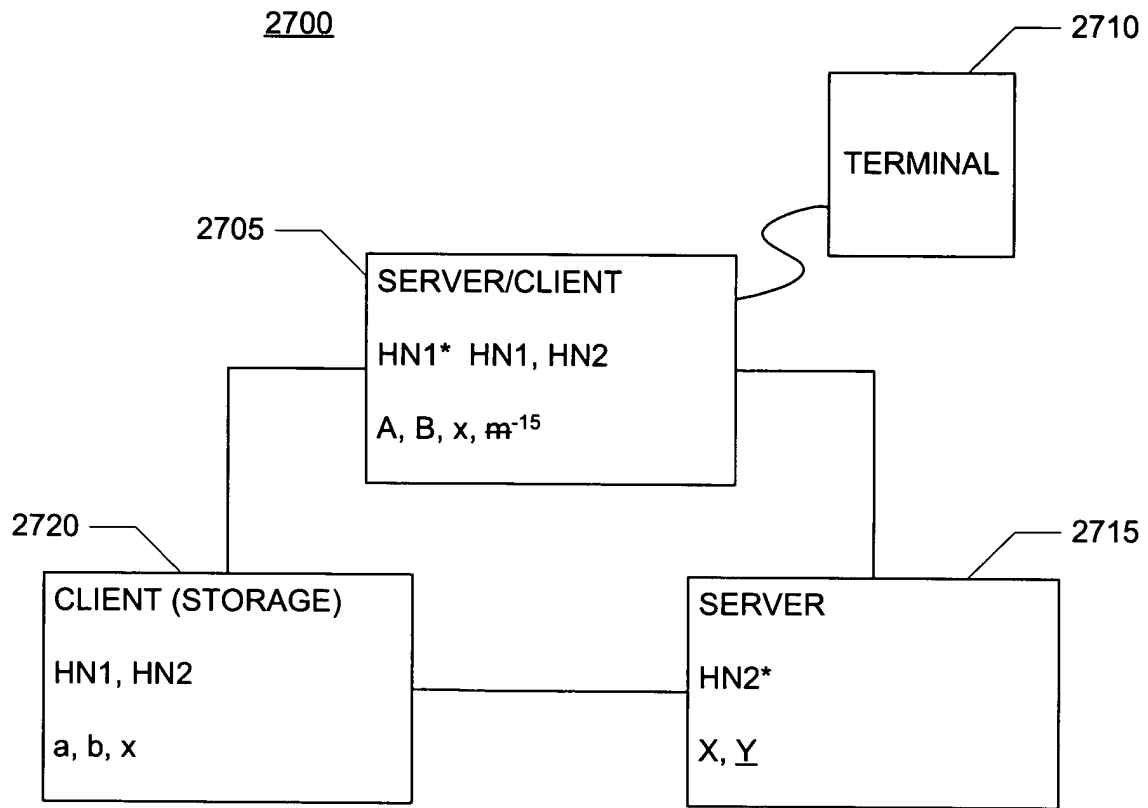 2700
2710
TERMINAL
2705
SERVER/CLIENT
HN1* HN1, HN2
A, B, x, m-15
2720
2715
CLIENT (STORAGE)
HN1, HN2
a, b, x
SERVER
HN2*
X, Y